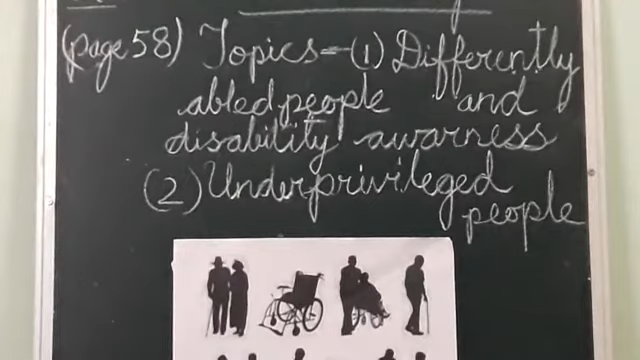 (page 58) Topics=(1) Differently
abled people and
disability awarness
(2) Underprivileged
people